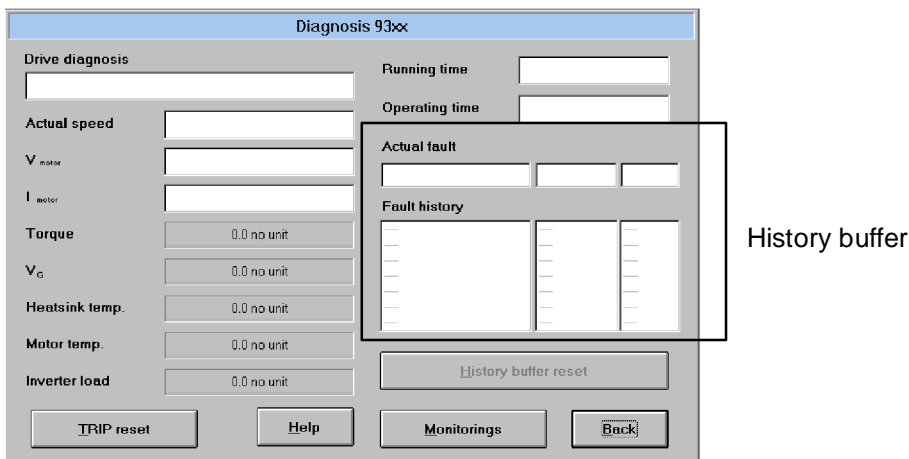 Diagnosis 93xx
Drive diagnosis
Running time
Operating time
Actual speed
V motor
I motor
Torque 0.0 no unit
VG 0.0 no unit
Heatsink temp. 0.0 no unit
Motor temp. 0.0 no unit
Inverter load 0.0 no unit
Actual fault
Fault history
History buffer
History buffer reset
TRIP reset
Help
Monitorings
Back